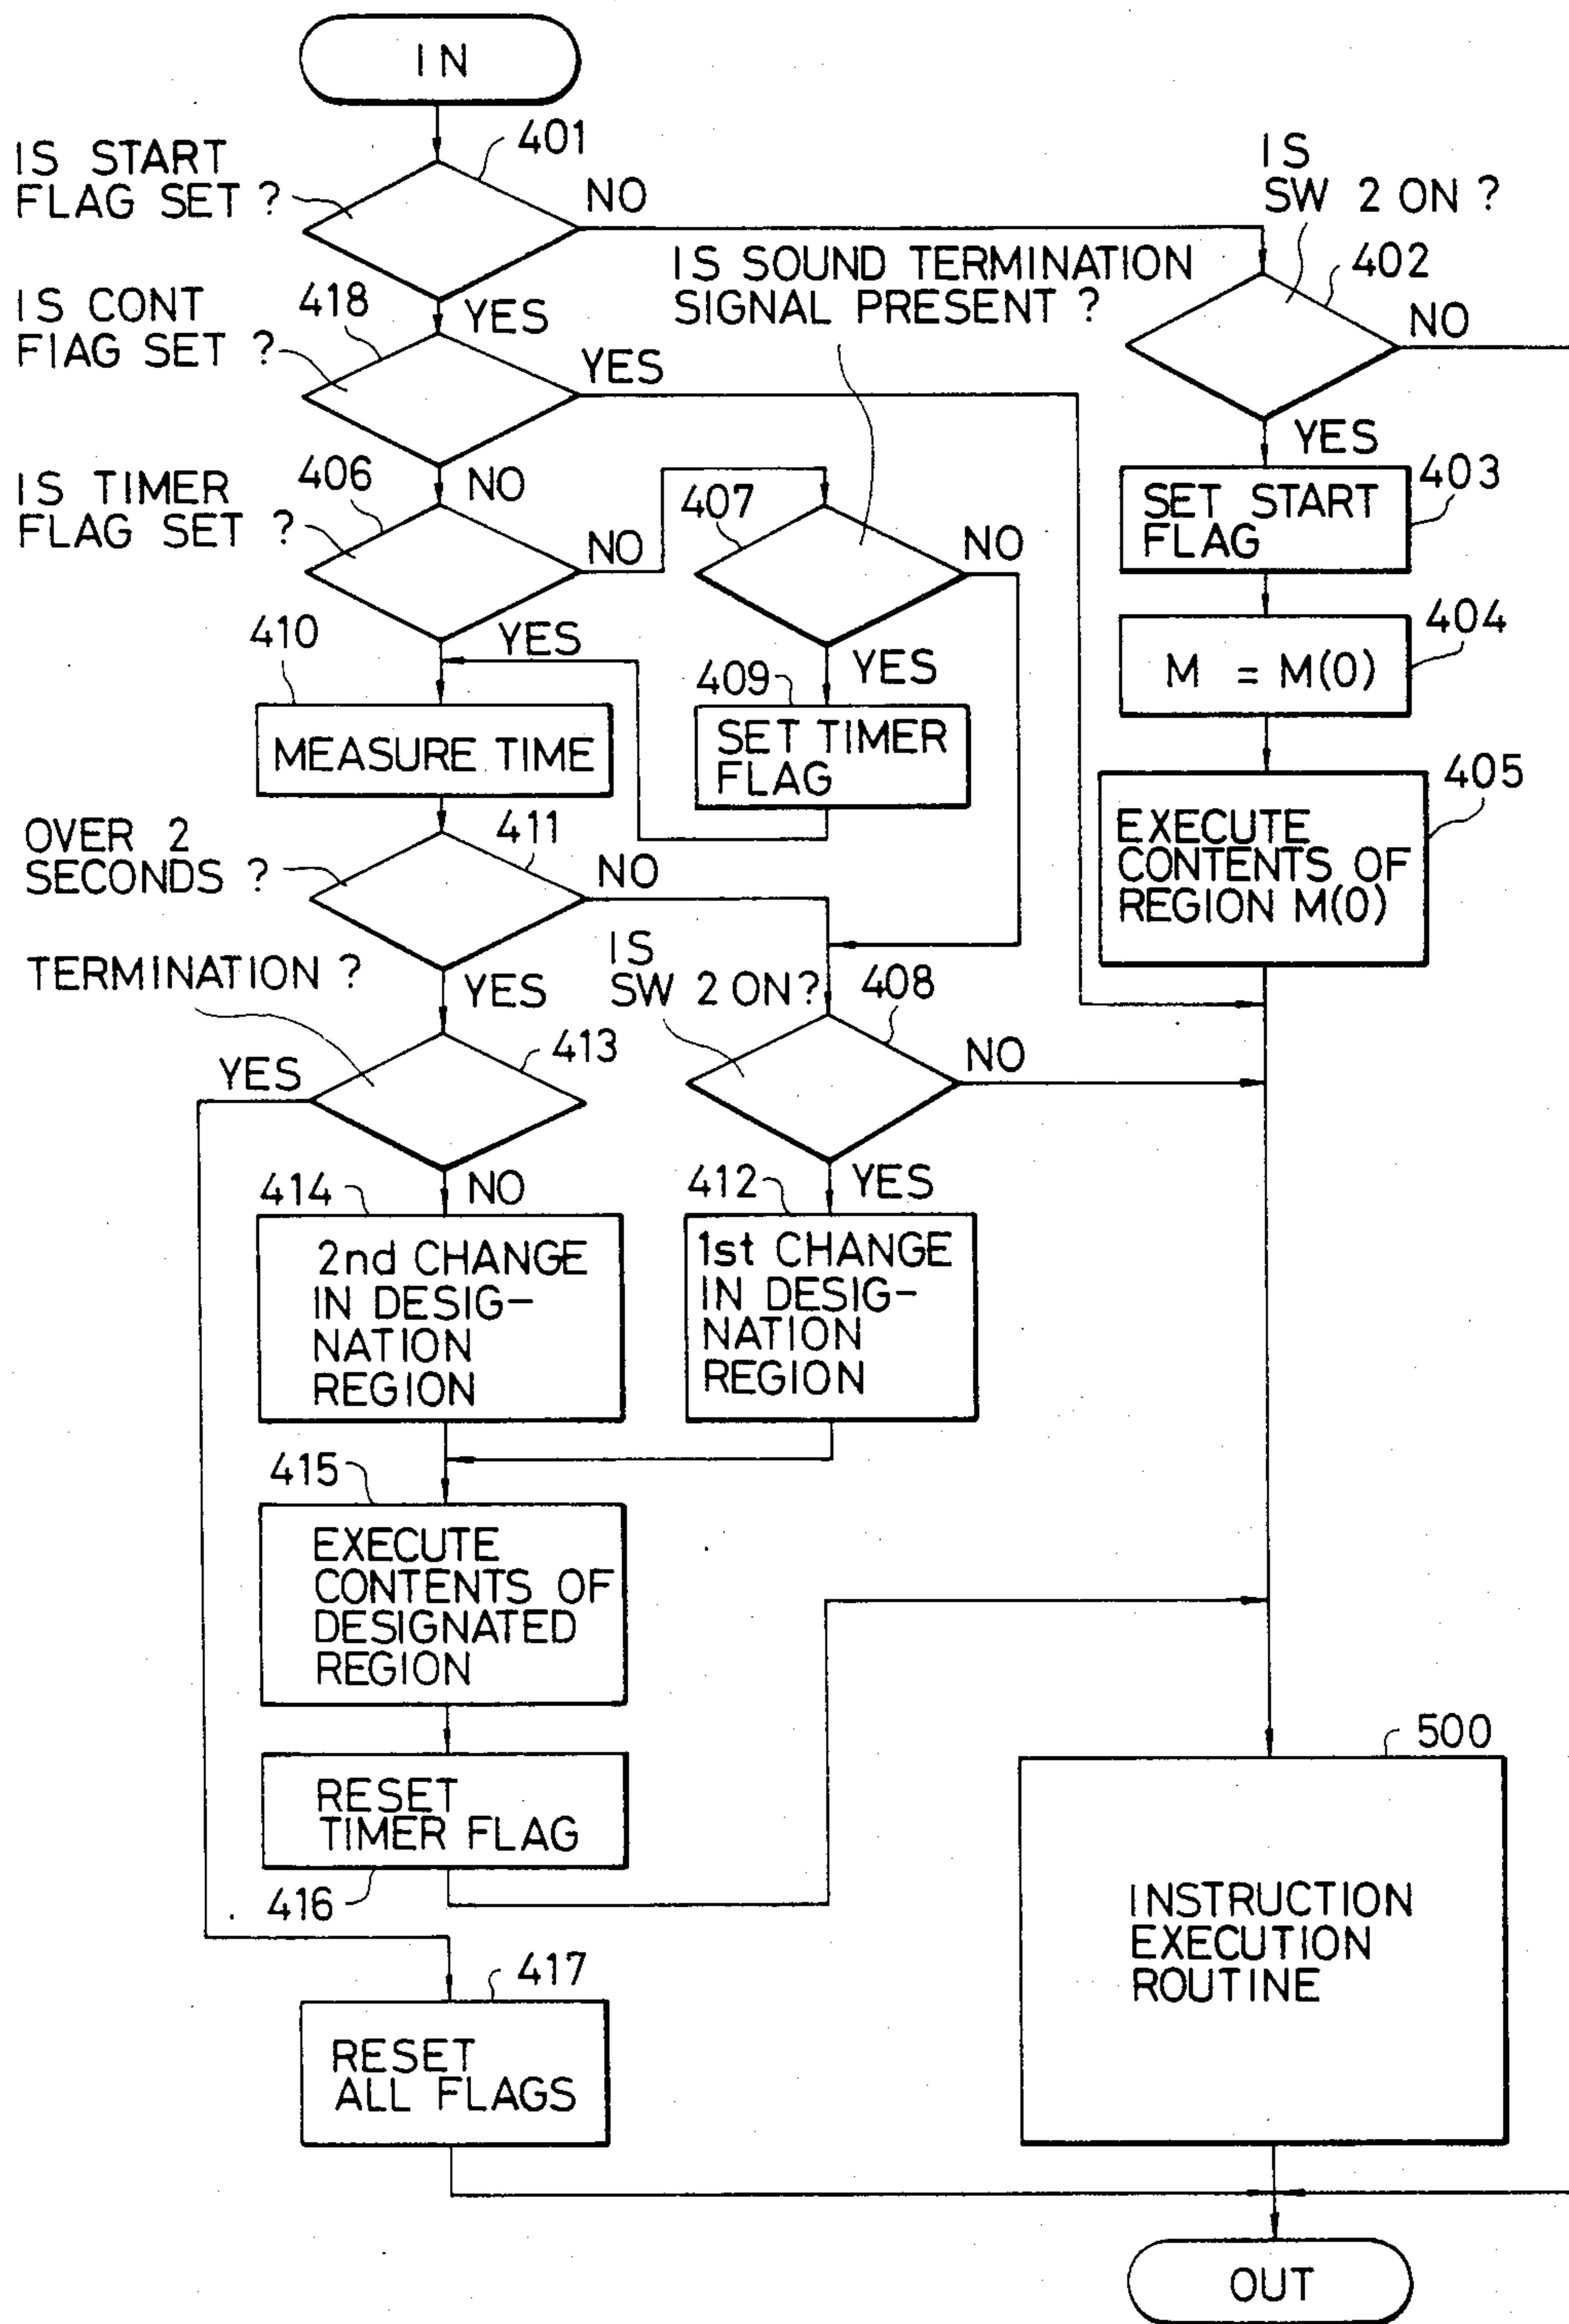 IN
IS START
FLAG SET ?
401
NO
IS
SW 2 ON ?
402
NO
YES
IS CONT
FIAG SET ?
418
YES
IS SOUND TERMINATION
SIGNAL PRESENT ?
YES
403
SET START
FLAG
NO
IS TIMER
FLAG SET ?
406
NO
407
NO
404
M = M(0)
YES
410
MEASURE TIME
YES
409
SET TIMER
FLAG
405
EXECUTE
CONTENTS OF
REGION M(0)
OVER 2
SECONDS ?
411
NO
YES
TERMINATION ?
IS
SW 2 ON?
408
NO
413
YES
NO
YES
414
2nd CHANGE
IN DESIG-
NATION
REGION
412
1st CHANGE
IN DESIG-
NATION
REGION
415
EXECUTE
CONTENTS OF
DESIGNATED
REGION
RESET
TIMER FLAG
416
500
INSTRUCTION
EXECUTION
ROUTINE
417
RESET
ALL FLAGS
OUT